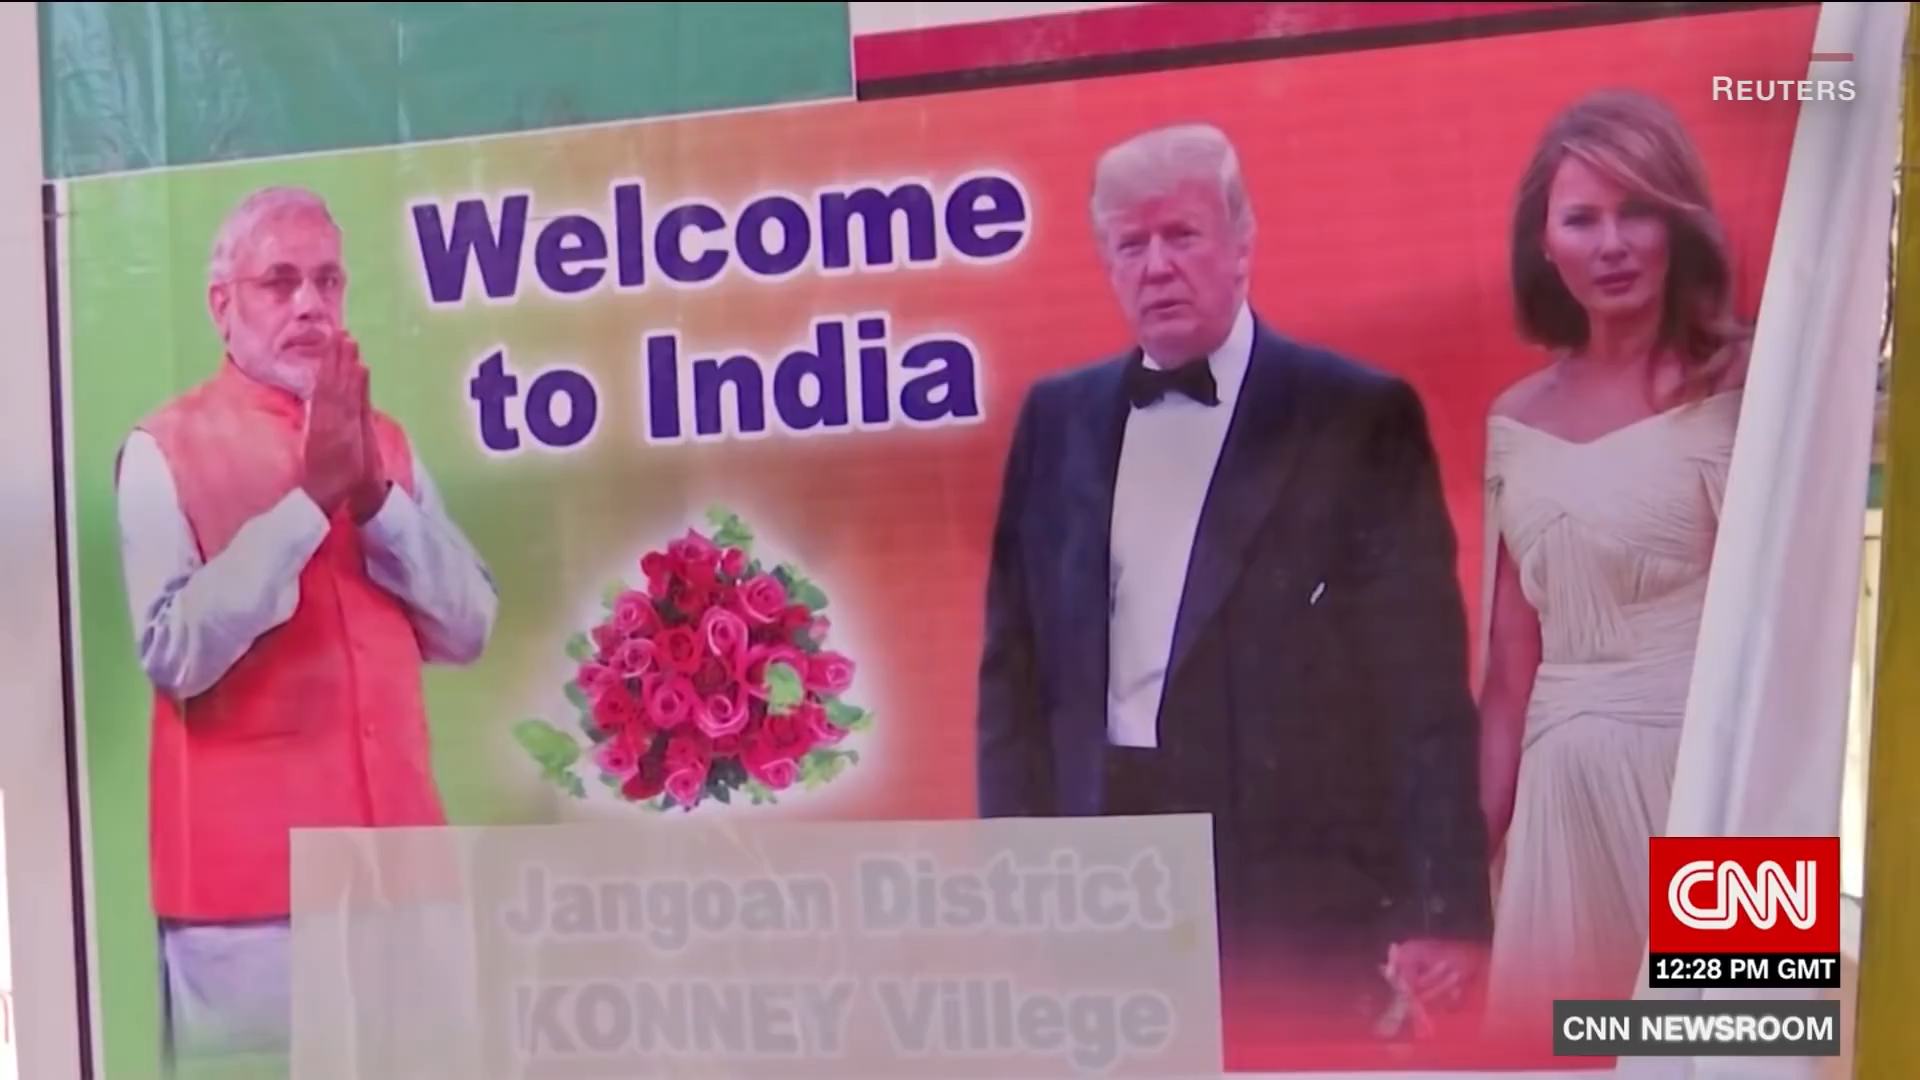 REUTERS
Welcome
to India
Jangoan District
KONNEY Villege
CNN
12:28 PM GMT
CNN NEWSROOM